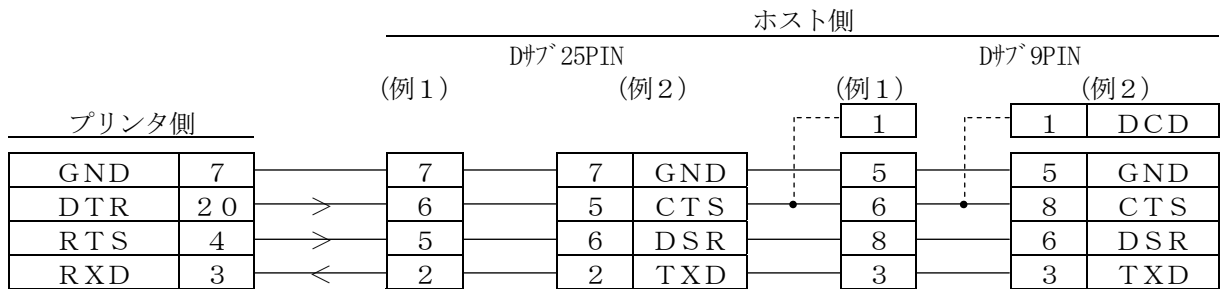 ホスト側
Dｻﾌﾞ25PIN Dｻﾌﾞ9PIN
(例１) (例２) (例１) (例２)
プリンタ側 １ １ ＤＣＤ
ＧＮＤ ７ ７ ７ ＧＮＤ ５ ５ ＧＮＤ
ＤＴＲ ２０ ６ ５ ＣＴＳ ６ ８ ＣＴＳ
ＲＴＳ ４ ５ ６ ＤＳＲ ８ ６ ＤＳＲ
ＲＸＤ ３ ２ ２ ＴＸＤ ３ ３ ＴＸＤ